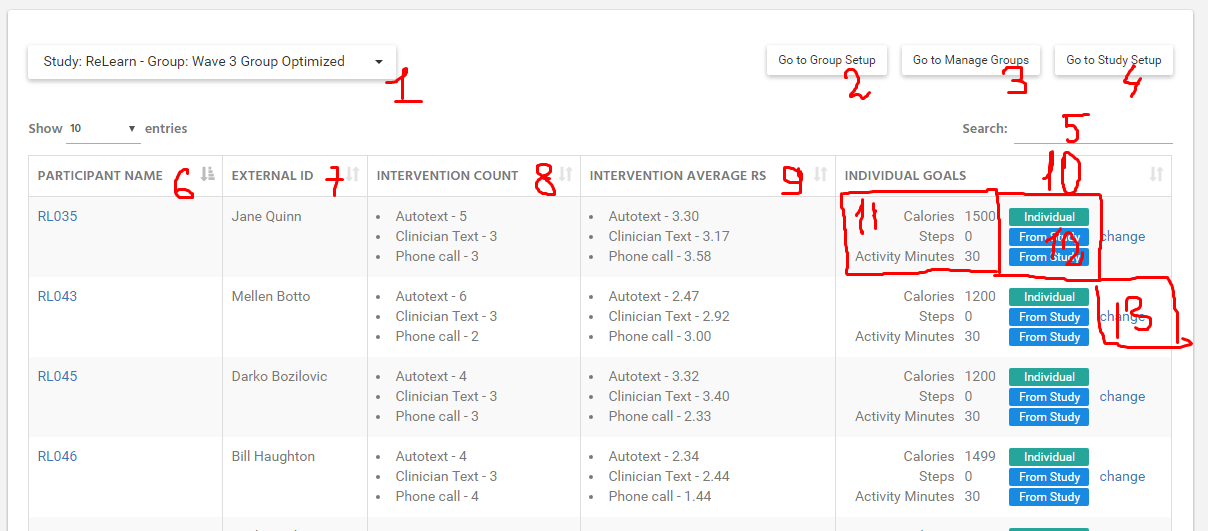 Study: ReLearn - Group: Wave 3 Group Optimized
1
Go to Group Setup
2
Go to Manage Groups
3
Go to Study Setup
4
Show 10 entries
Search:
5
PARTICIPANT NAME 6
EXTERNAL ID 7
INTERVENTION COUNT 8
INTERVENTION AVERAGE RS 9
INDIVIDUAL GOALS 10
RL035 Jane Quinn • Autotext - 5 • Autotext - 3.30 11 Calories 1500 Individual
• Clinician Text - 3 • Clinician Text - 3.17 Steps 0 From Study 12 change
• Phone call - 3 • Phone call - 3.58 Activity Minutes 30 From Study
RL043 Mellen Botto • Autotext - 6 • Autotext - 2.47 Calories 1200 Individual
• Clinician Text - 3 • Clinician Text - 2.92 Steps 0 From Study change 13
• Phone call - 2 • Phone call - 3.00 Activity Minutes 30 From Study
RL045 Darko Bozilovic • Autotext - 4 • Autotext - 3.32 Calories 1200 Individual
• Clinician Text - 3 • Clinician Text - 3.40 Steps 0 From Study change
• Phone call - 3 • Phone call - 2.33 Activity Minutes 30 From Study
RL046 Bill Haughton • Autotext - 4 • Autotext - 2.34 Calories 1499 Individual
• Clinician Text - 3 • Clinician Text - 2.44 Steps 0 From Study change
• Phone call - 4 • Phone call - 1.44 Activity Minutes 30 From Study